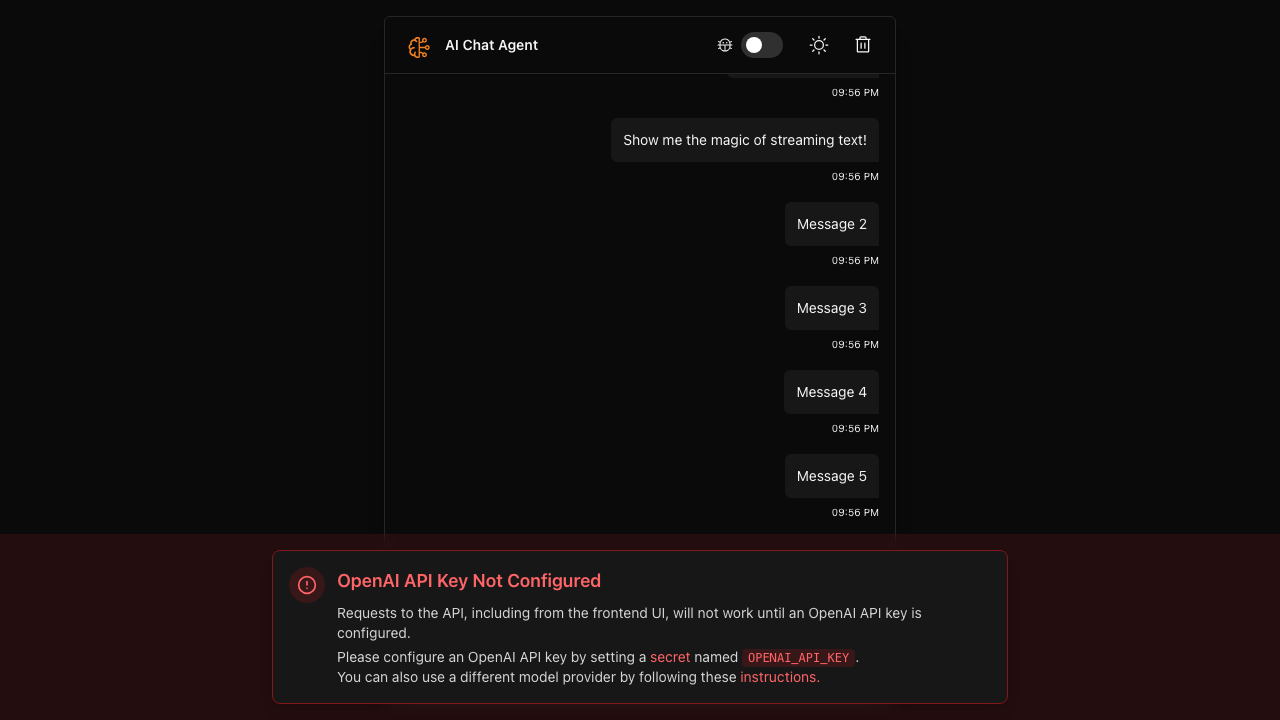 AI Chat Agent
09:56 PM
Show me the magic of streaming text!
09:56 PM
Message 2
09:56 PM
Message 3
09:56 PM
Message 4
09:56 PM
Message 5
09:56 PM
OpenAI API Key Not Configured
Requests to the API, including from the frontend UI, will not work until an OpenAI API key is
configured.
Please configure an OpenAI API key by setting a secret named OPENAI_API_KEY.
You can also use a different model provider by following these instructions.